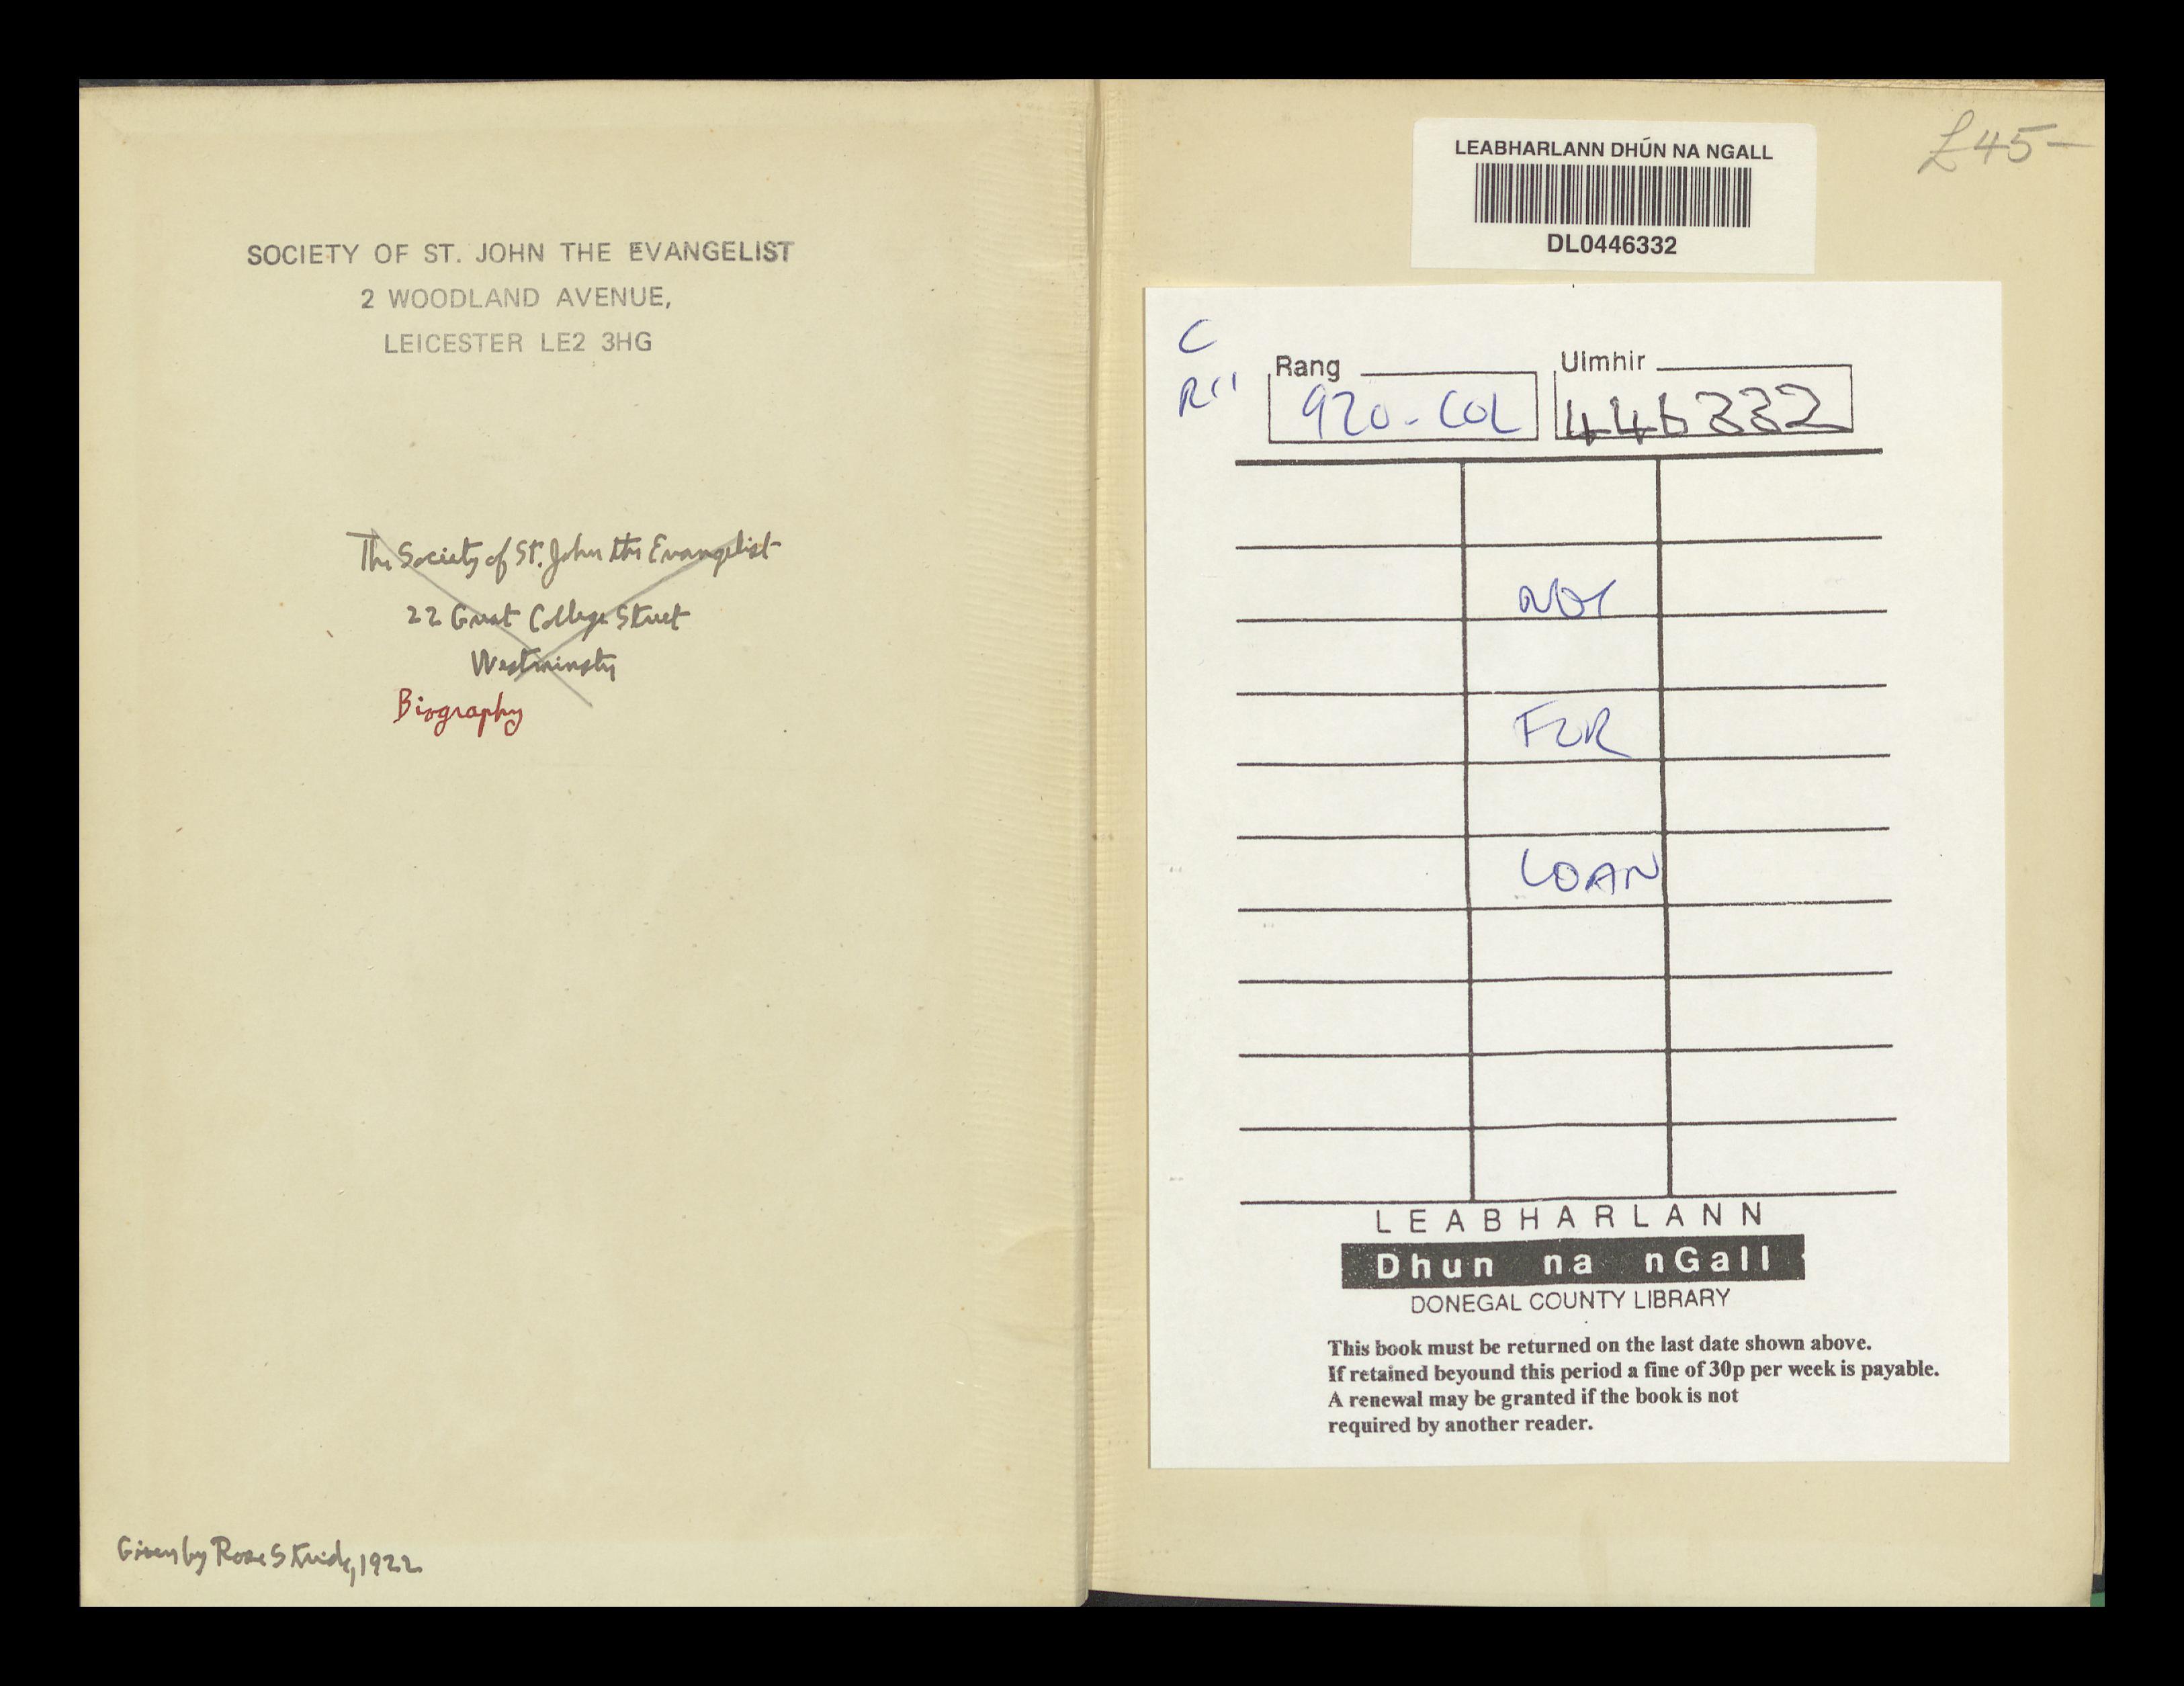 SOCIETY OF ST. JOHN THE EVANGELIST
2 WOODLAND AVENUE,
LEICESTER LE2 3HG
The Society of St. John the Evangelist
22 Great College Street
Westminster
Biography
Given by Rose 1922
£45-
LEABHARLANN DHÚN NA NGALL
DL0446332
C
Rang
Uimhir
920-COL
446332
NOT
FOR
LOAN
LEABHARLANN
Dhun na nGall
DONEGAL COUNTY LIBRARY
This book must be returned on the last date shown above.
If retained beyound this period a fine of 30p per week is payable.
A renewal may be granted if the book is not
required by another reader.